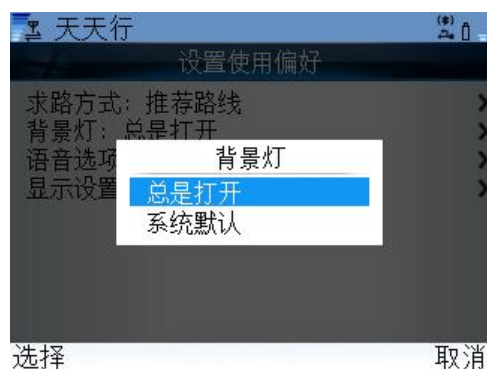 天天行
设置使用偏好
求路方式：推荐路线
背景灯：总是打开
语音选项
显示设置
背景灯
总是打开
系统默认
选择
取消